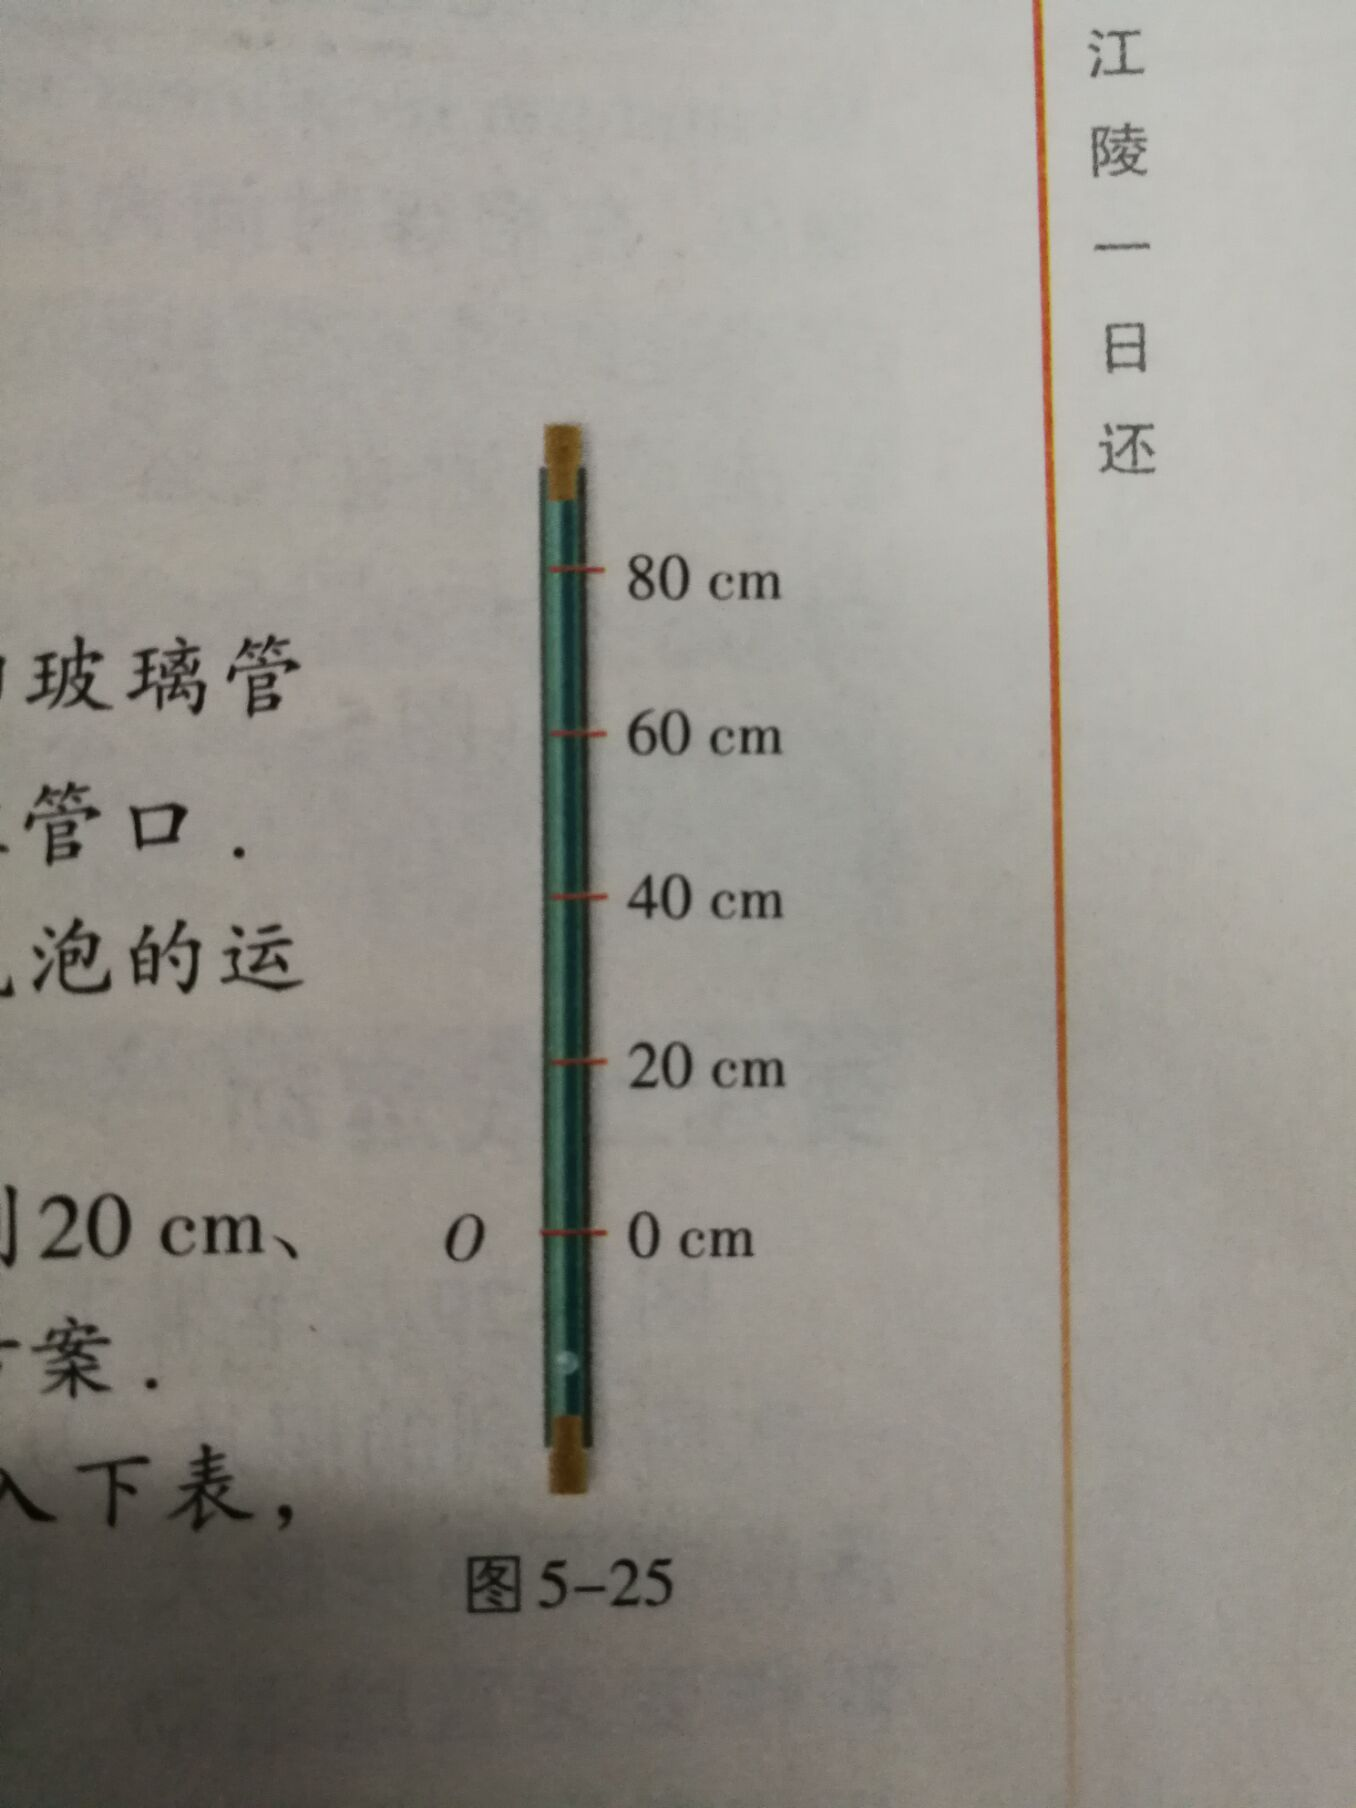 玻璃管
管口.
泡的运
20 cm、
案.
入下表，
80 cm
60 cm
40 cm
20 cm
O 0 cm
图5-25
江陵一日还